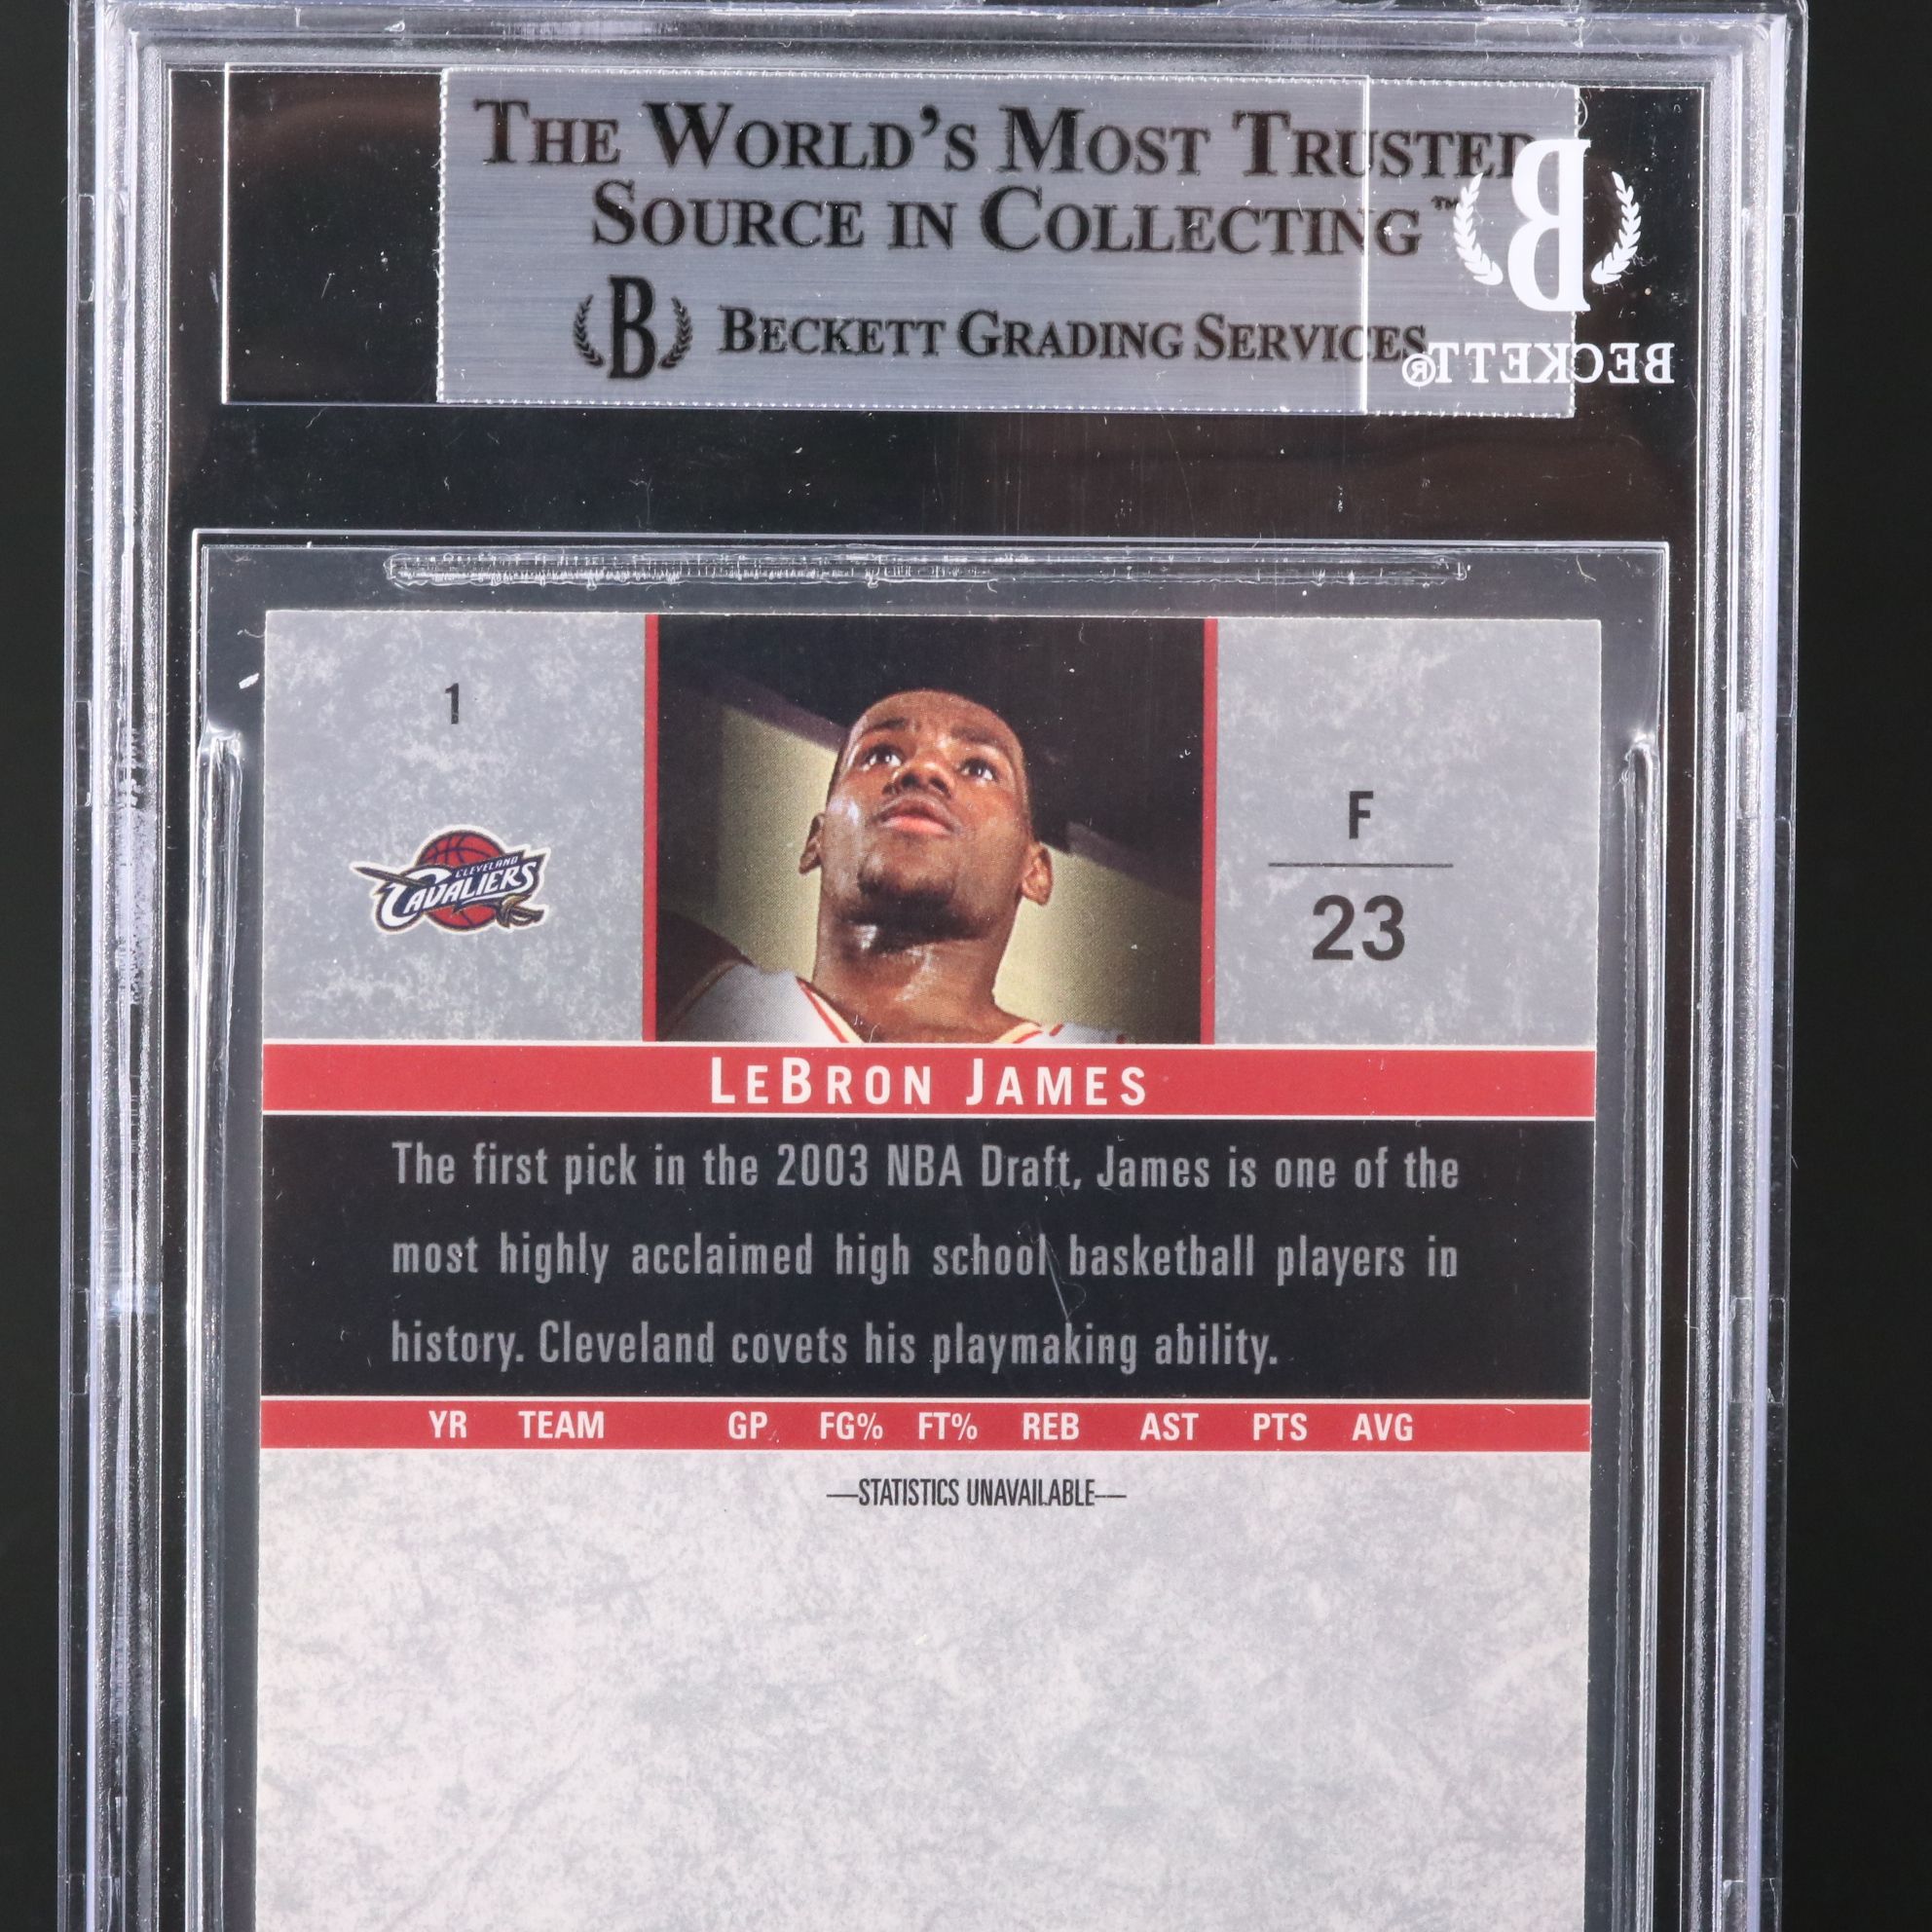 THE WORLD'S MOST TRUSTED
SOURCE IN COLLECTING™
B BECKETT GRADING SERVICES
B
BECKETT®
1
F
CLEVELAND
CAVALIERS
23
LEBRON JAMES
The first pick in the 2003 NBA Draft, James is one of the
most highly acclaimed high school basketball players in
history. Cleveland covets his playmaking ability.
YR TEAM GP FG% FT% REB AST PTS AVG
—STATISTICS UNAVAILABLE—